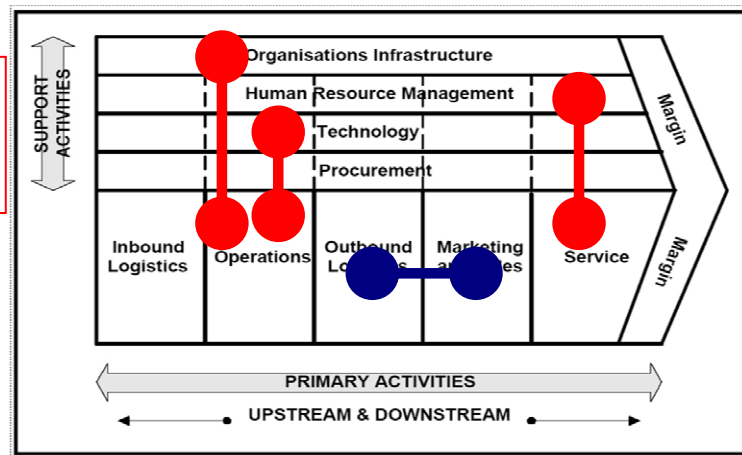 SUPPORT
ACTIVITIES
Organisations Infrastructure
Human Resource Management
Technology
Procurement
Margin
Margin
Inbound
Logistics
Operations
Outbound
Marketing
Service
PRIMARY ACTIVITIES
UPSTREAM & DOWNSTREAM